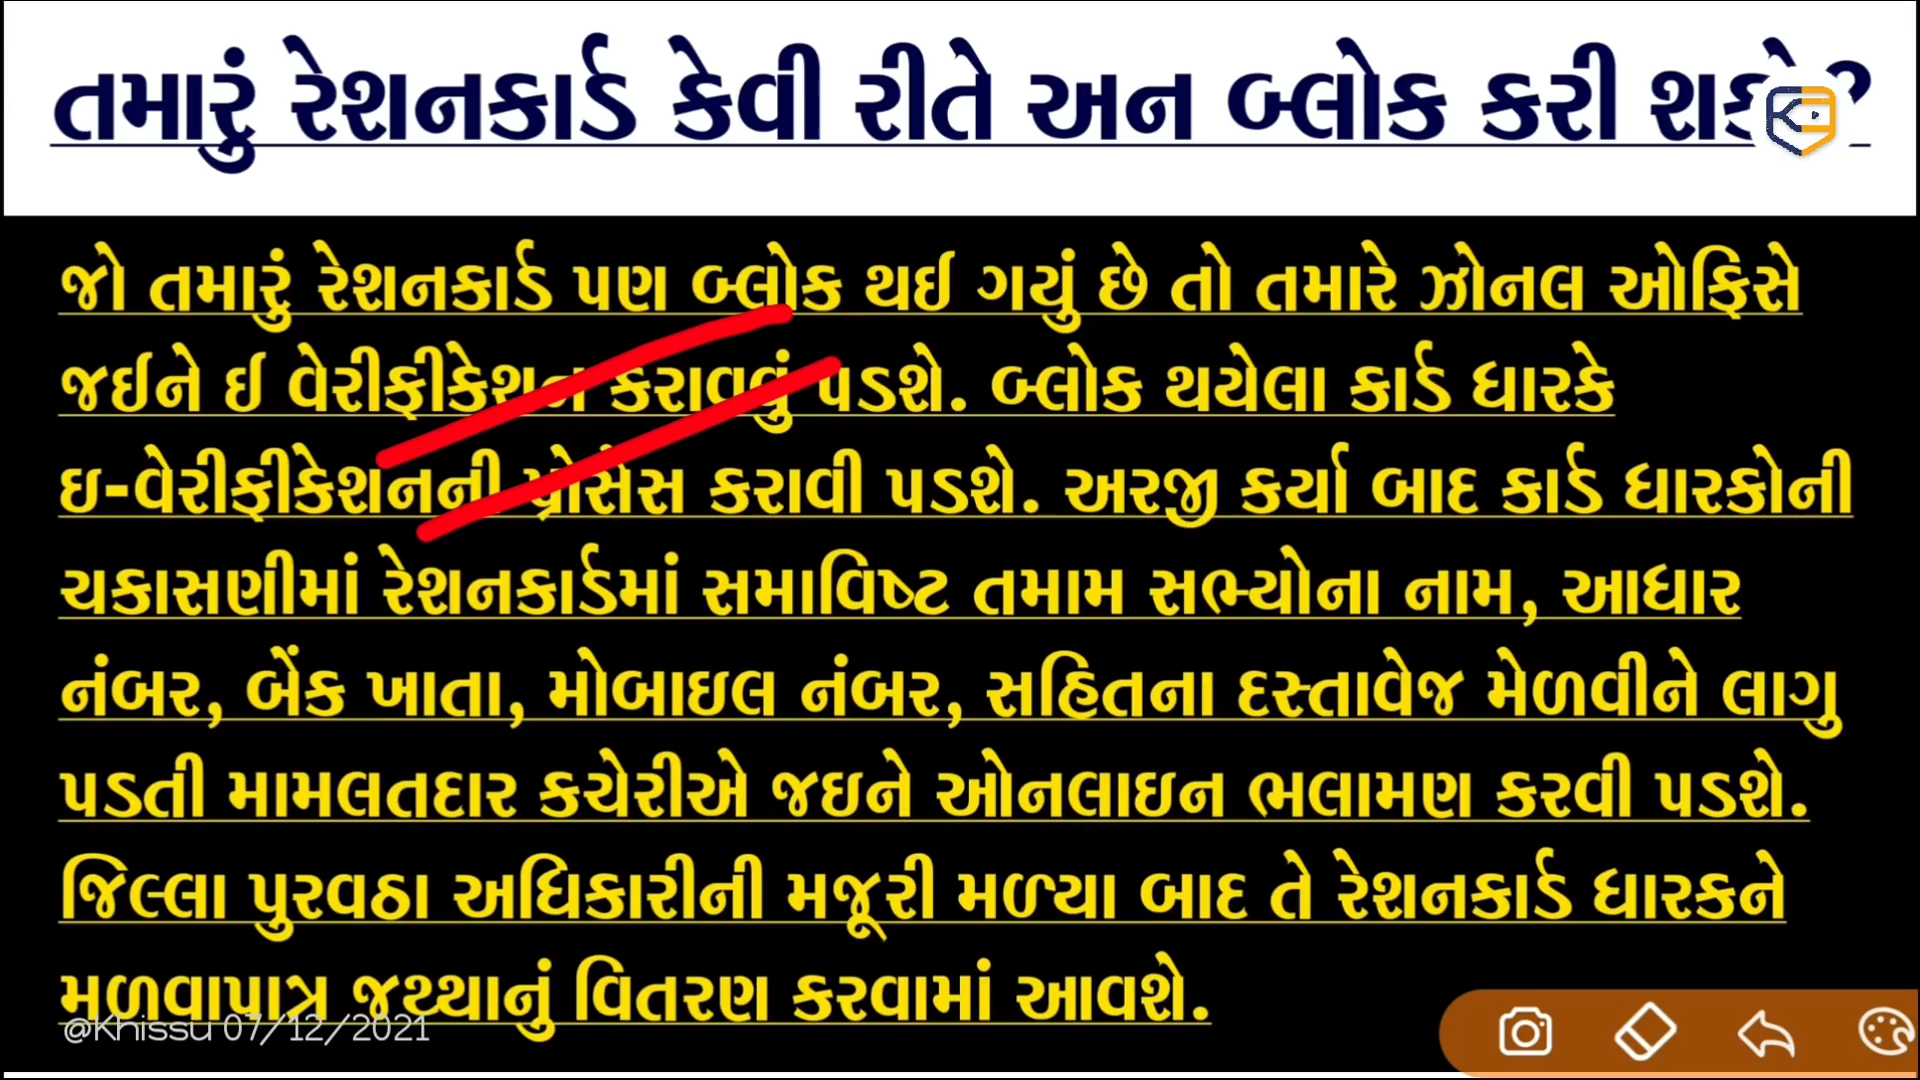 તમારું રેશનકાર્ડ કેવી રીતે અન બ્લોક કરી ?
જો તમારું રેશનકાર્ડ પણ બ્લોક થઈ ગયું છે તો તમારે ઝોનલ ઓફિસે
જઈને ઈ વેરીફીકેશન કરાવવું પડશે. બ્લોક થયેલા કાર્ડ ધારકે
ઇ-વેરીફીકેશનની પ્રોસેસ કરાવી પડશે. અરજી કર્યા બાદ કાર્ડ ધારકોની
ચકાસણીમાં રેશનકાર્ડમાં સમાવિષ્ટ તમામ સભ્યોના નામ, આધાર
નંબર, બેંક ખાતા, મોબાઇલ નંબર, સહિતના દસ્તાવેજ મેળવીને લાગુ
પડતી મામલતદાર કચેરીએ જઇને ઓનલાઇન ભલામણ કરવી પડશે.
જિલ્લા પુરવઠા અધિકારીની મજૂરી મળ્યા બાદ તે રેશનકાર્ડ ધારકને
મળવાપાત્ર જથ્થાનું વિતરણ કરવામાં આવશે.
@Khissu 07/12/2021